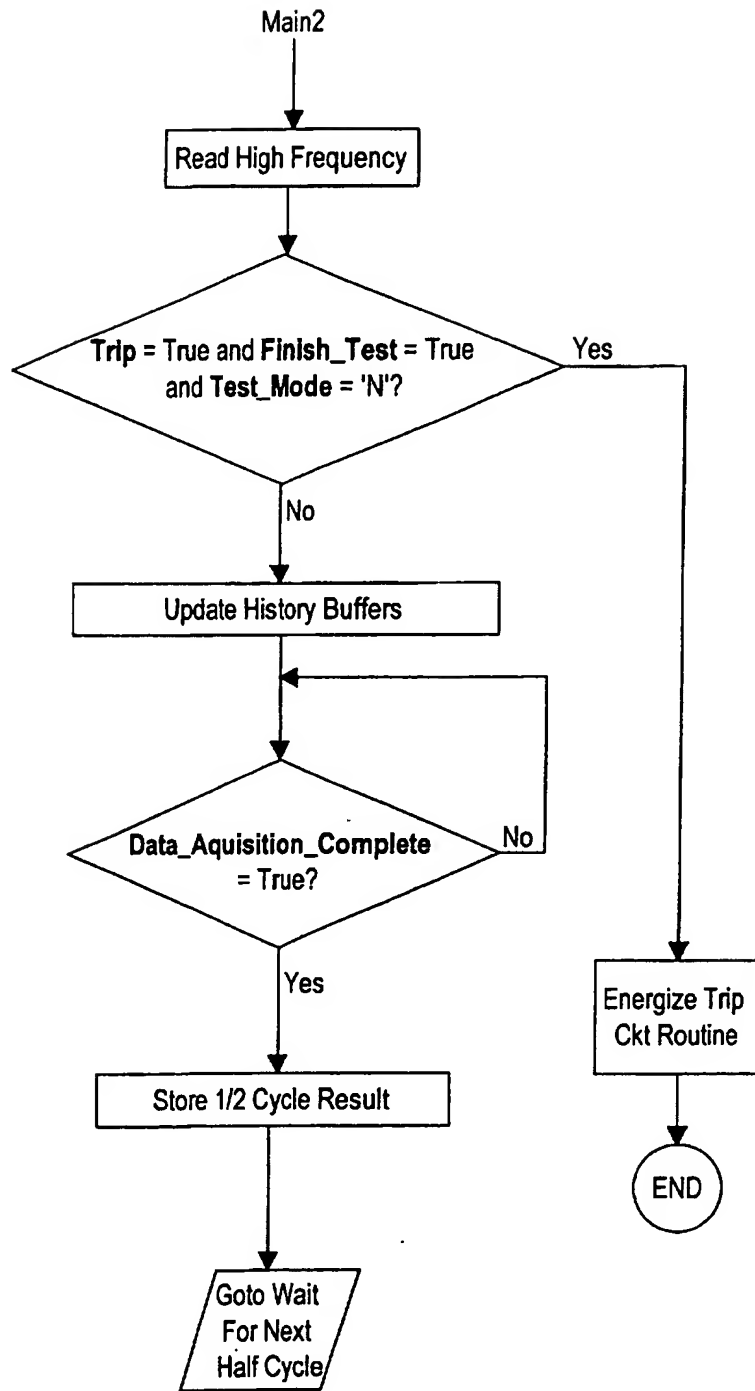 Main2
Read High Frequency
Trip = True and Finish_Test = True
and Test_Mode = 'N'?
Yes
No
Update History Buffers
Data_Aquisition_Complete
= True?
No
Yes
Energize Trip
Ckt Routine
Store 1/2 Cycle Result
END
Goto Wait
For Next
Half Cycle